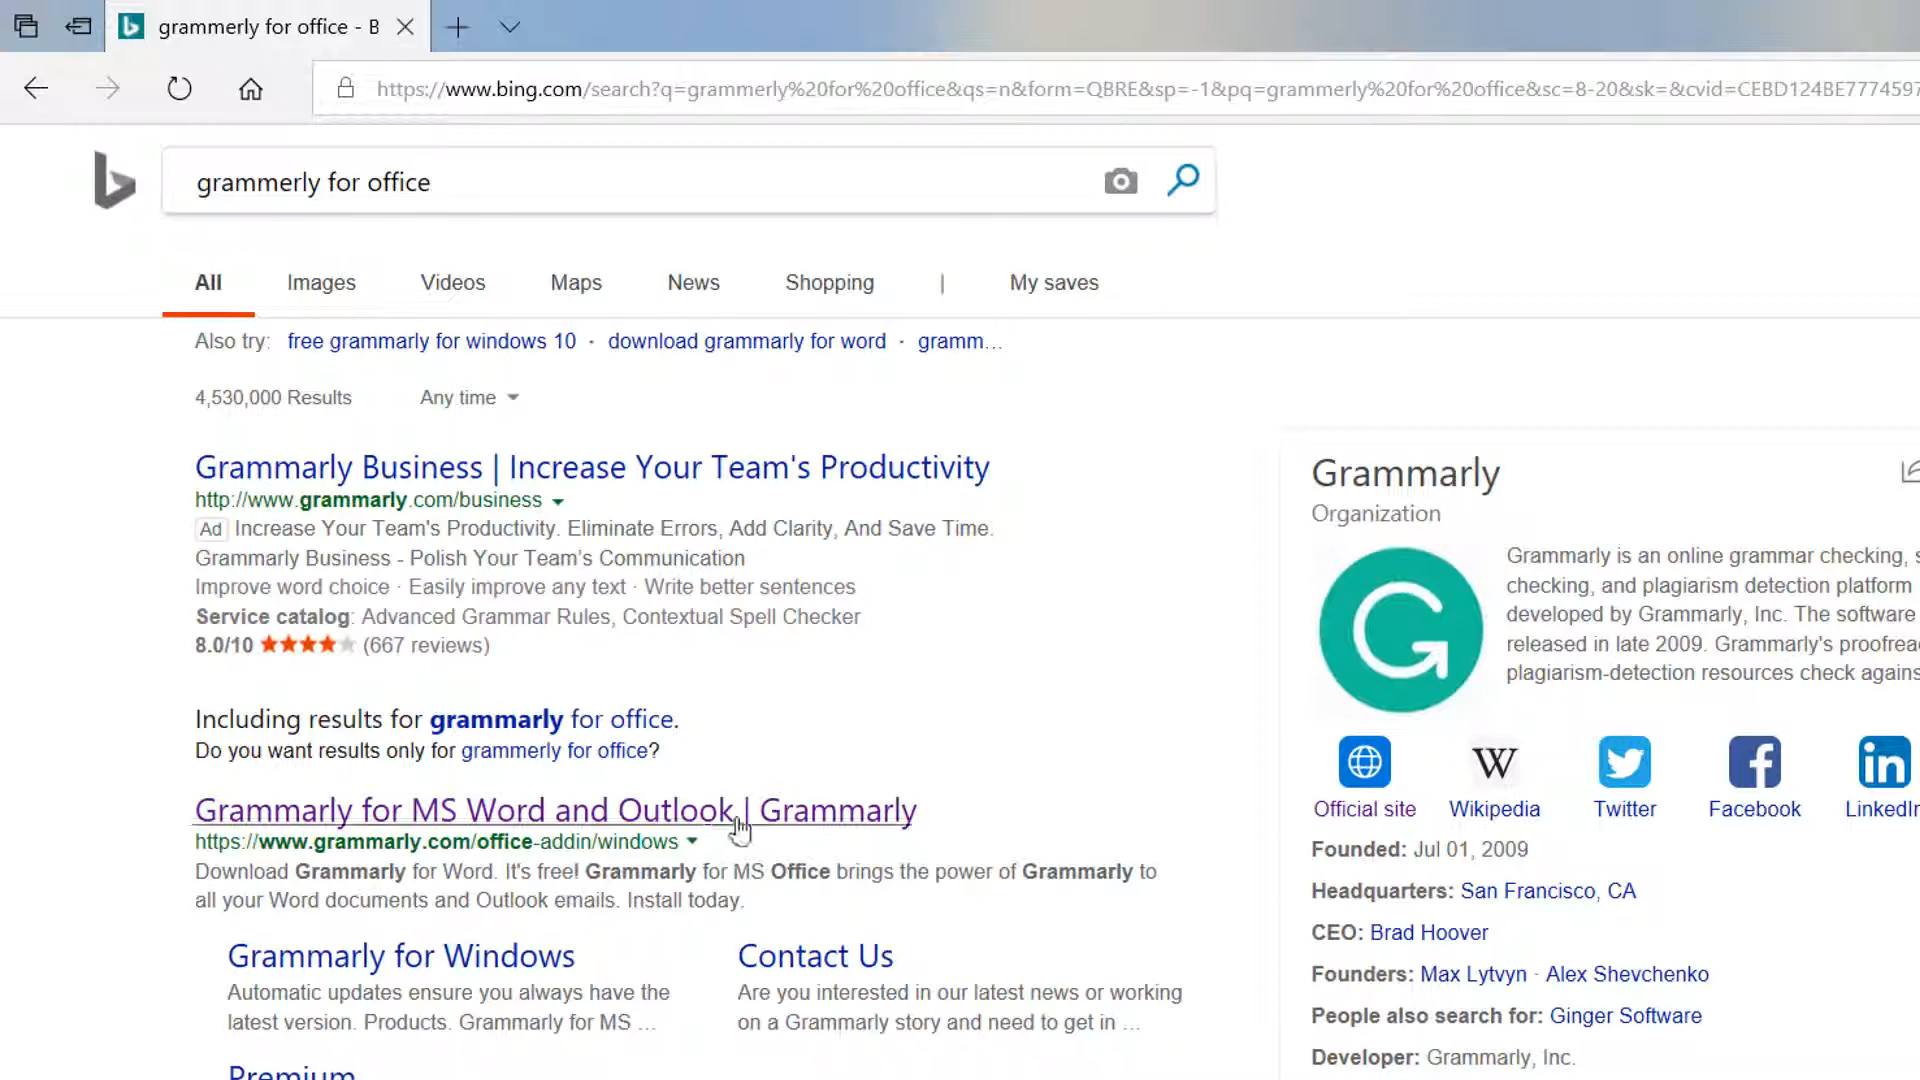 grammerly for office - B
https://www.bing.com/search?q=grammerly%20for%20office&qs=n&form=QBRE&sp=-1&pq=grammerly%20for%20office&sc=8-20&sk=&cvid=CEBD124BE7774597
grammerly for office
All Images Videos Maps News Shopping | My saves
Also try: free grammarly for windows 10 · download grammarly for word · gramm...
4,530,000 Results Any time
Grammarly Business | Increase Your Team's Productivity
http://www.grammarly.com/business
Ad Increase Your Team's Productivity. Eliminate Errors, Add Clarity, And Save Time.
Grammarly Business - Polish Your Team's Communication
Improve word choice · Easily improve any text · Write better sentences
Service catalog: Advanced Grammar Rules, Contextual Spell Checker
8.0/10 (667 reviews)
Including results for grammarly for office.
Do you want results only for grammerly for office?
Grammarly for MS Word and Outlook | Grammarly
https://www.grammarly.com/office-addin/windows
Download Grammarly for Word. It's free! Grammarly for MS Office brings the power of Grammarly to
all your Word documents and Outlook emails. Install today.
Grammarly for Windows
Automatic updates ensure you always have the
latest version. Products. Grammarly for MS ...
Contact Us
Are you interested in our latest news or working
on a Grammarly story and need to get in ...
Premium
Grammarly
Organization
Grammarly is an online grammar checking, s
checking, and plagiarism detection platform
developed by Grammarly, Inc. The software
released in late 2009. Grammarly's proofrea
plagiarism-detection resources check agains
Official site Wikipedia Twitter Facebook LinkedIn
Founded: Jul 01, 2009
Headquarters: San Francisco, CA
CEO: Brad Hoover
Founders: Max Lytvyn · Alex Shevchenko
People also search for: Ginger Software
Developer: Grammarly, Inc.